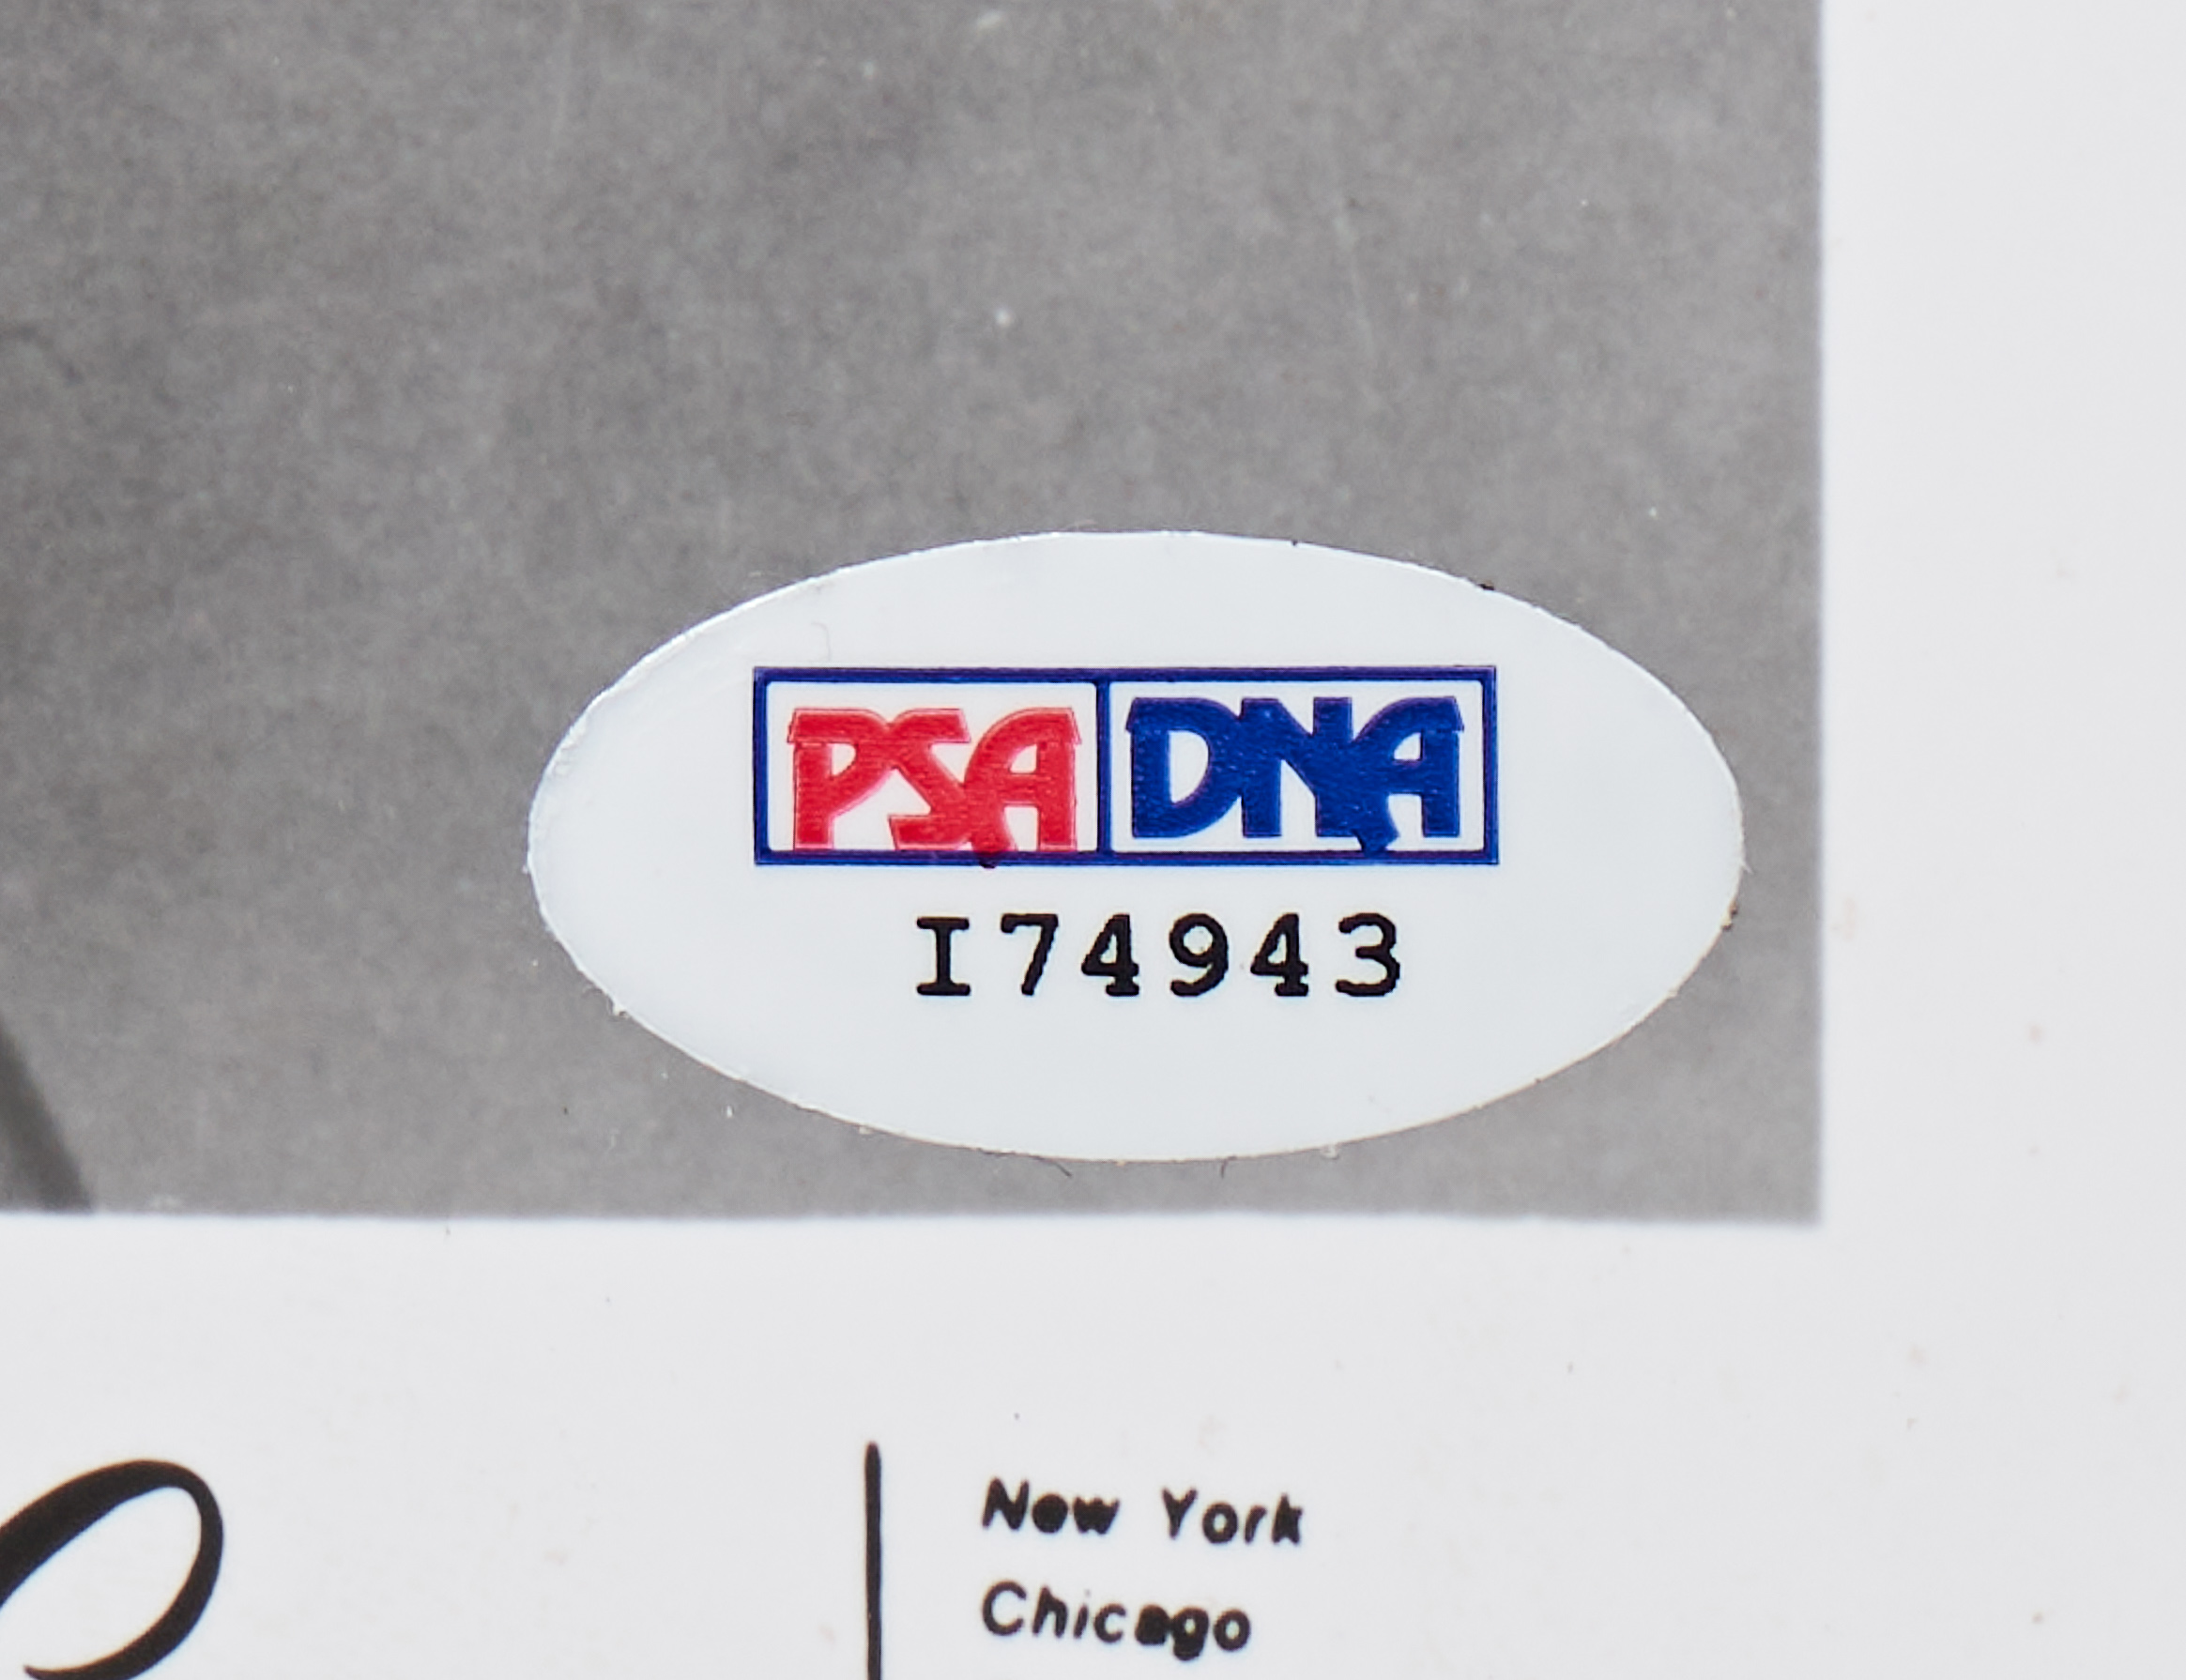 PSA DNA
I74943
New York
Chicago